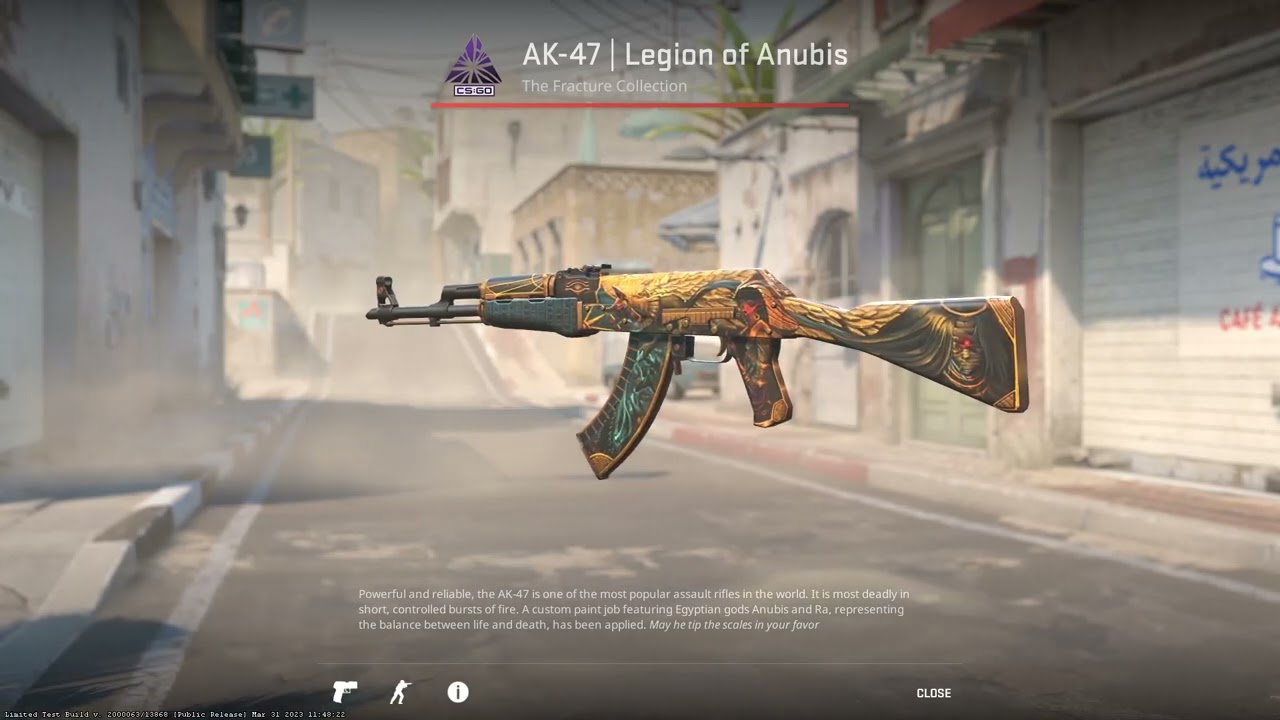 AK-47 | Legion of Anubis
CS:GO
The Fracture Collection
مريكية
CAFÉ A
Powerful and reliable, the AK-47 is one of the most popular assault rifles in the world. It is most deadly in
short, controlled bursts of fire. A custom paint job featuring Egyptian gods Anubis and Ra, representing
the balance between life and death, has been applied. May he tip the scales in your favor
CLOSE
Limited Test Build v. 2000063/13868 [Public Release] Mar 31 2023 11:48:22